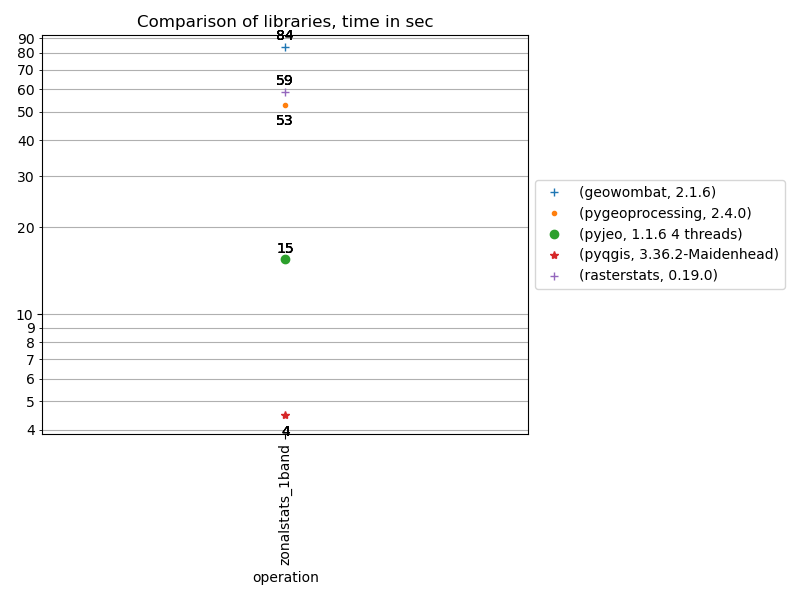 Comparison of libraries, time in sec
90
80
70
60
50
40
30
20
10
9
8
7
6
5
4
84
59
53
15
4
zonalstats_1band
operation
(geowombat, 2.1.6)
(pygeoprocessing, 2.4.0)
(pyjeo, 1.1.6 4 threads)
(pyqgis, 3.36.2-Maidenhead)
(rasterstats, 0.19.0)